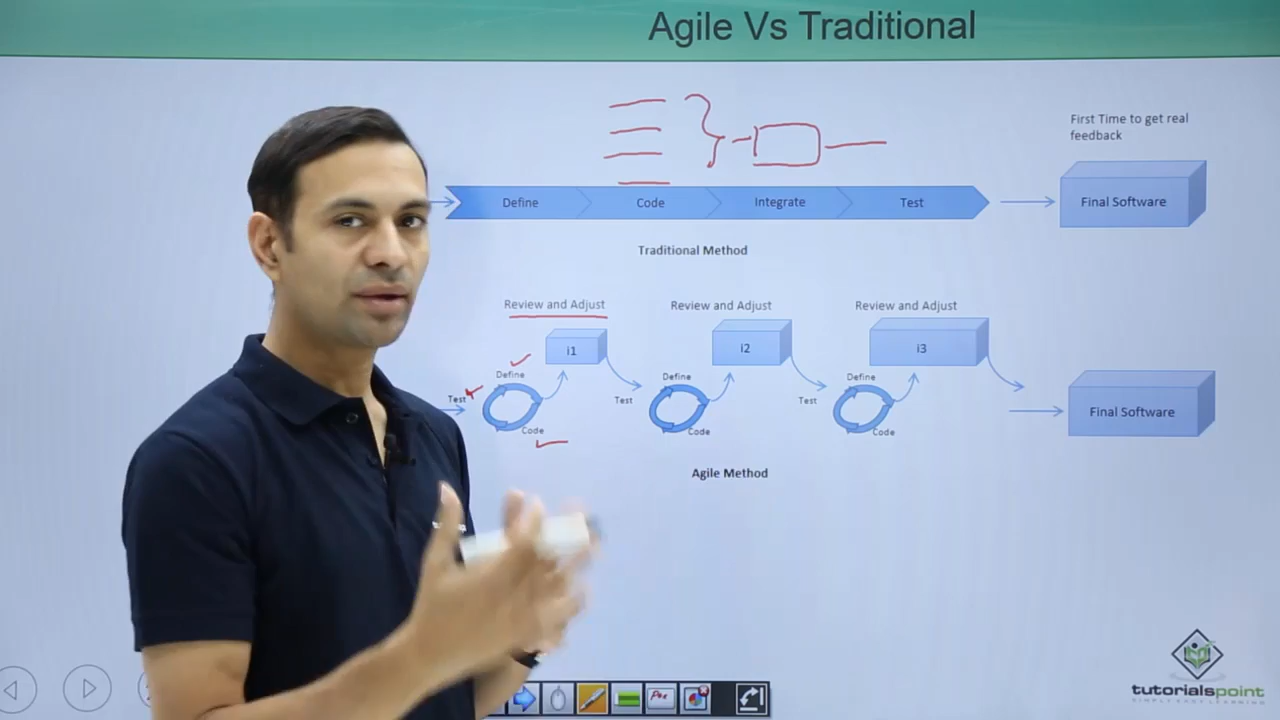 Agile Vs Traditional
First Time to get real
feedback
Define
Code
Integrate
Test
Final Software
Traditional Method
Review and Adjust
Review and Adjust
Review and Adjust
i1
i2
i3
Define
Define
Define
Test
Test
Test
Code
Code
Code
Final Software
Agile Method
tutorialspoint
SIMPLY EASY LEARNING